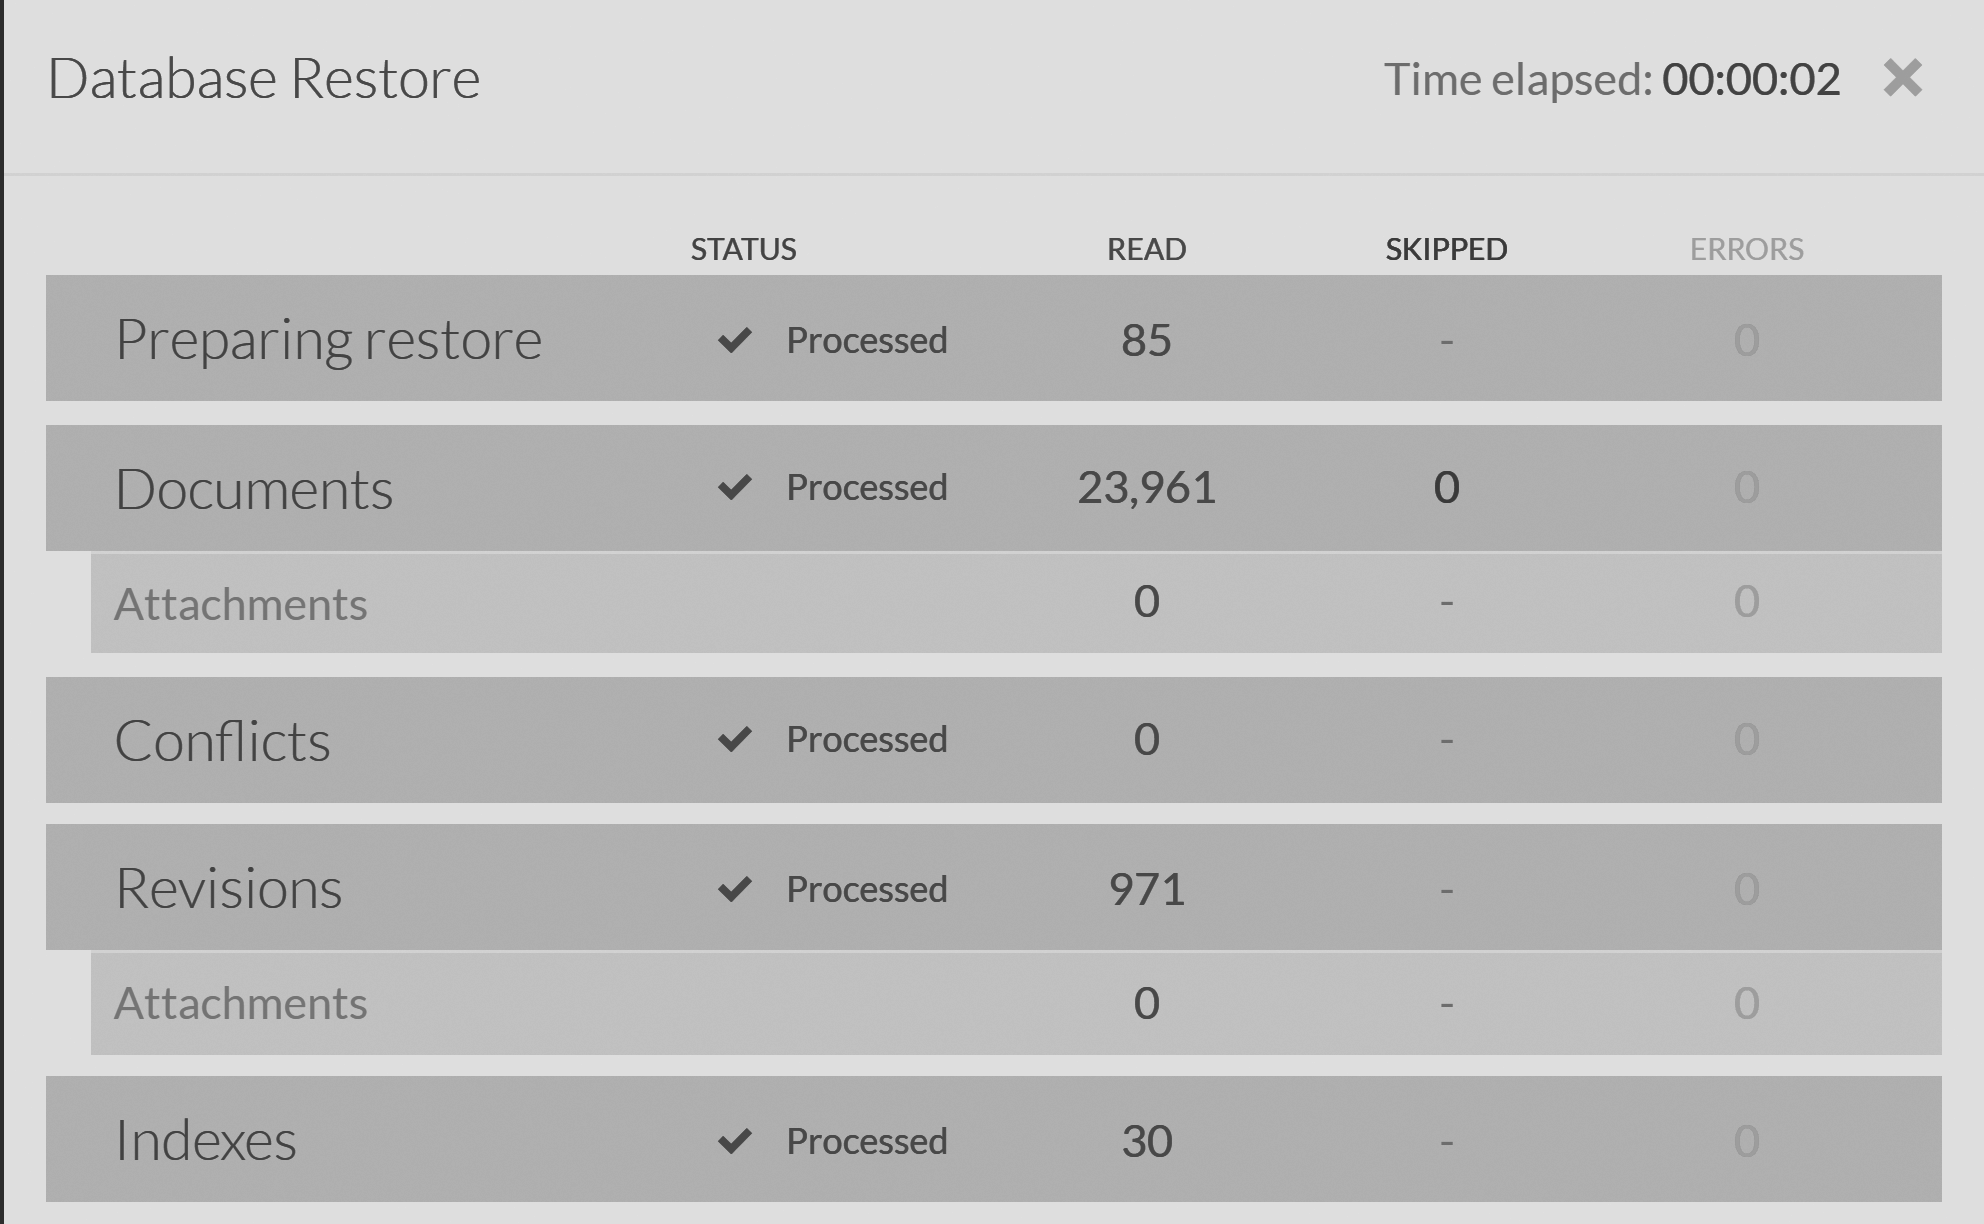 Database Restore Time elapsed: 00:00:02
STATUS READ SKIPPED ERRORS
Preparing restore Processed 85 - 0
Documents Processed 23,961 0 0
Attachments 0 - 0
Conflicts Processed 0 - 0
Revisions Processed 971 - 0
Attachments 0 - 0
Indexes Processed 30 - 0